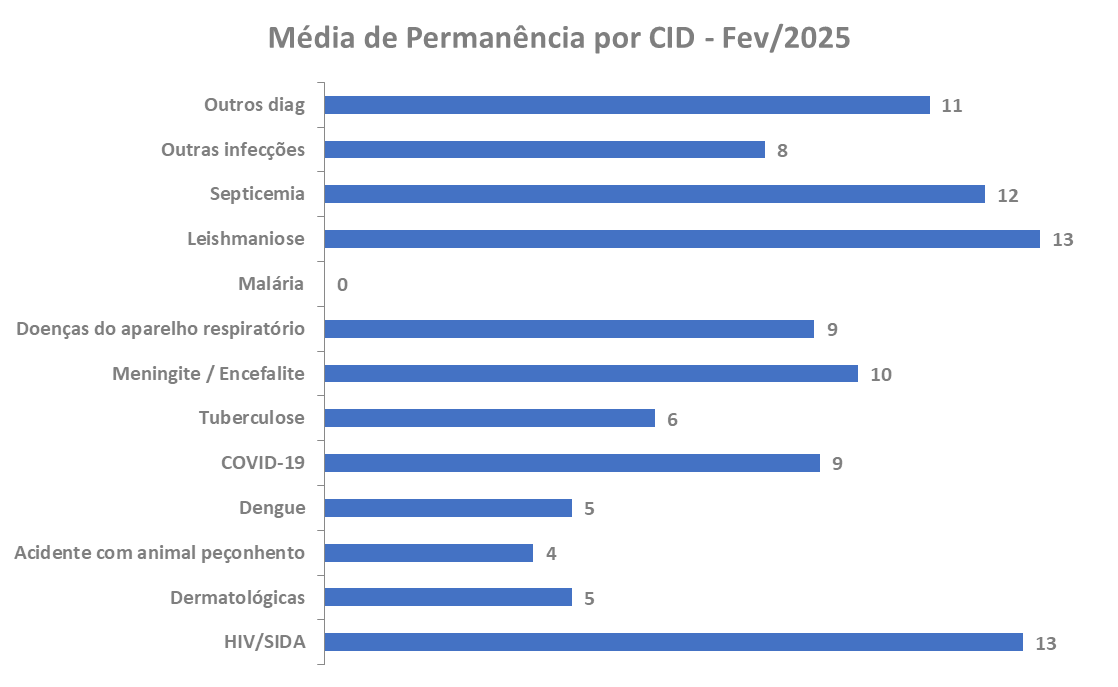 Média de Permanência por CID - Fev/2025
Outros diag 11
Outras infecções 8
Septicemia 12
Leishmaniose 13
Malária 0
Doenças do aparelho respiratório 9
Meningite / Encefalite 10
Tuberculose 6
COVID-19 9
Dengue 5
Acidente com animal peçonhento 4
Dermatológicas 5
HIV/SIDA 13